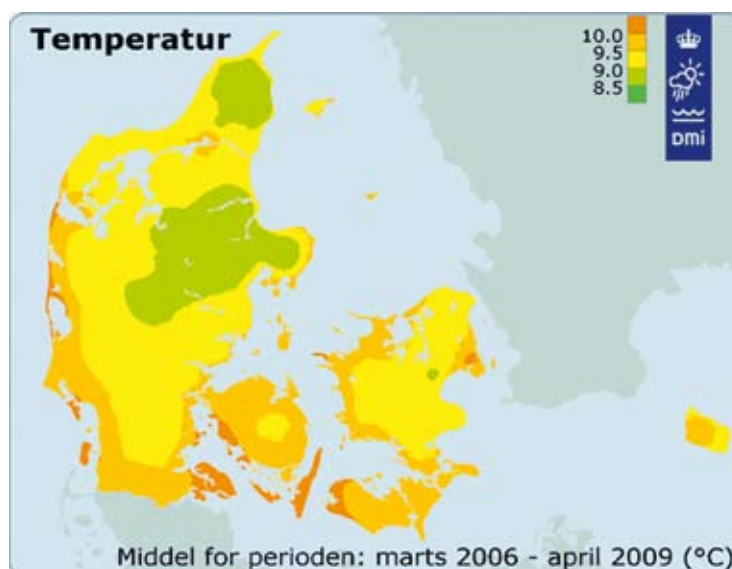 Temperatur
10.0
9.5
9.0
8.5
DMi
Middel for perioden: marts 2006 - april 2009 (°C)